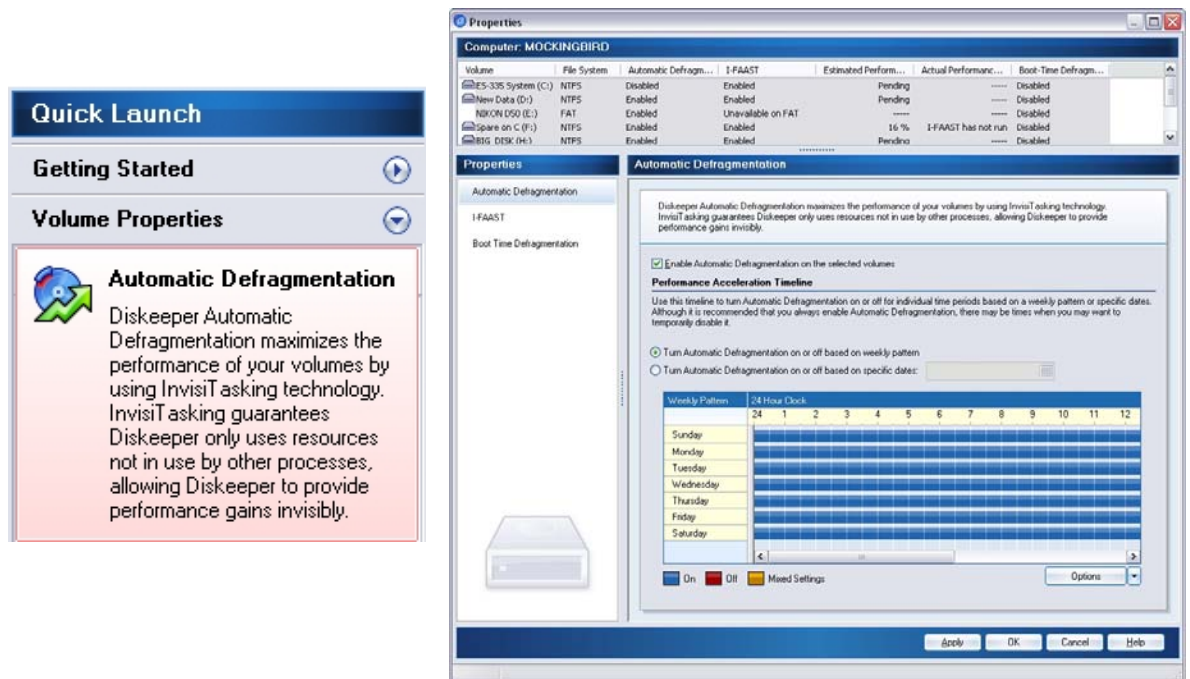 Quick Launch
Getting Started
Volume Properties
Automatic Defragmentation
Diskeeper Automatic
Defragmentation maximizes the
performance of your volumes by
using InvisiTasking technology.
InvisiTasking guarantees
Diskeeper only uses resources
not in use by other processes,
allowing Diskeeper to provide
performance gains invisibly.
Properties
Computer: MOCKINGBIRD
Volume File System Automatic Defragm... I-FAAST Estimated Perform... Actual Performanc... Boot-Time Defragm...
ES-335 System (C:) NTFS Disabled Enabled Pending ----- Disabled
New Data (D:) NTFS Enabled Enabled Pending ----- Disabled
NIKON D50 (E:) FAT Enabled Unavailable on FAT ----- ----- Disabled
Spare on C (F:) NTFS Enabled Enabled 16 % I-FAAST has not run Disabled
BIG_DISK (H:) NTFS Enabled Enabled Pending ----- Disabled
Properties
Automatic Defragmentation
I-FAAST
Boot Time Defragmentation
Automatic Defragmentation
Diskeeper Automatic Defragmentation maximizes the performance of your volumes by using InvisiTasking technology.
InvisiTasking guarantees Diskeeper only uses resources not in use by other processes, allowing Diskeeper to provide
performance gains invisibly.
Enable Automatic Defragmentation on the selected volumes
Performance Acceleration Timeline
Use this timeline to turn Automatic Defragmentation on or off for individual time periods based on a weekly pattern or specific dates.
Although it is recommended that you always enable Automatic Defragmentation, there may be times when you may want to
temporarily disable it.
Turn Automatic Defragmentation on or off based on weekly pattern
Turn Automatic Defragmentation on or off based on specific dates:
Weekly Pattern 24 Hour Clock
24 1 2 3 4 5 6 7 8 9 10 11 12
Sunday
Monday
Tuesday
Wednesday
Thursday
Friday
Saturday
On Off Mixed Settings
Options
Apply OK Cancel Help